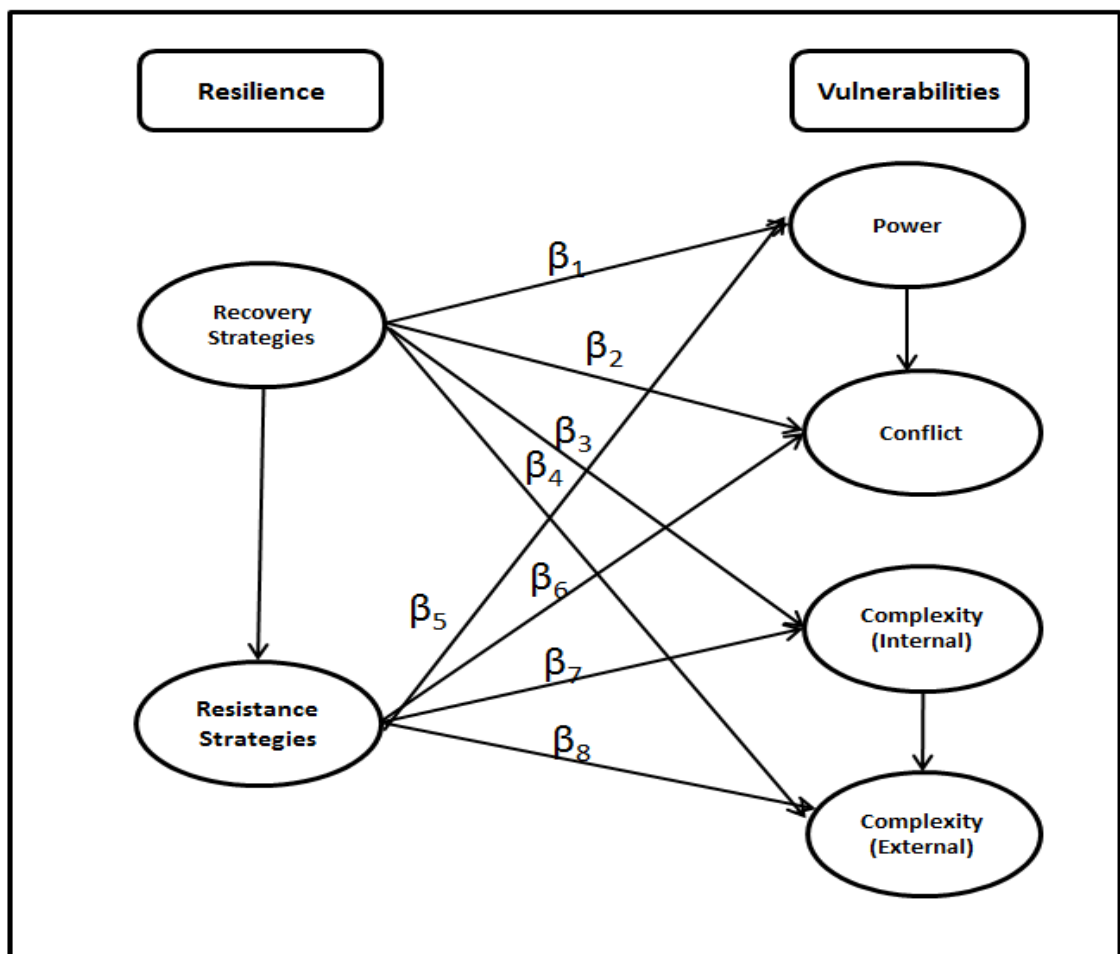 Resilience
Vulnerabilities
Power
β1
Recovery
Strategies
β2
Conflict
β3
β4
β6
β5
Complexity
(Internal)
β7
Resistance
Strategies
β8
Complexity
(External)